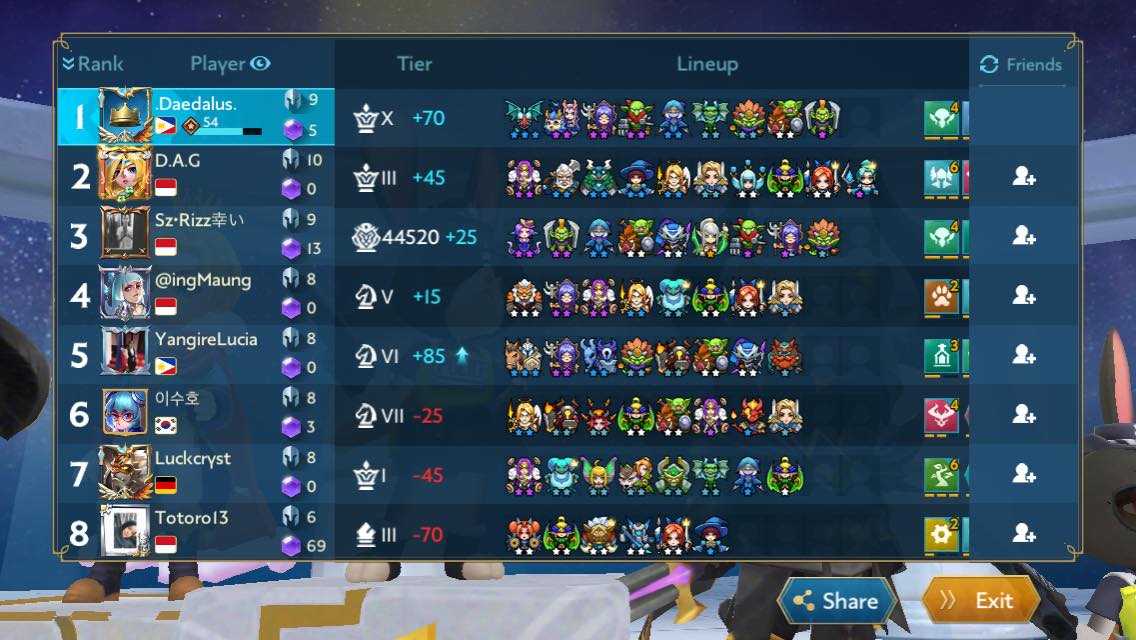 Rank Player Tier Lineup Friends
1 .Daedalus. 54 9 5 X +70 4
2 D.A.G 10 0 III +45 6
3 Sz•Rizz幸い 9 13 44520 +25 4
4 @ingMaung 8 0 V +15 2
5 YangireLucia 8 0 VI +85 3
6 이수호 8 3 VII -25 4
7 Luckcryst 8 0 I -45 6
8 Totoro13 6 69 III -70 2
Share Exit